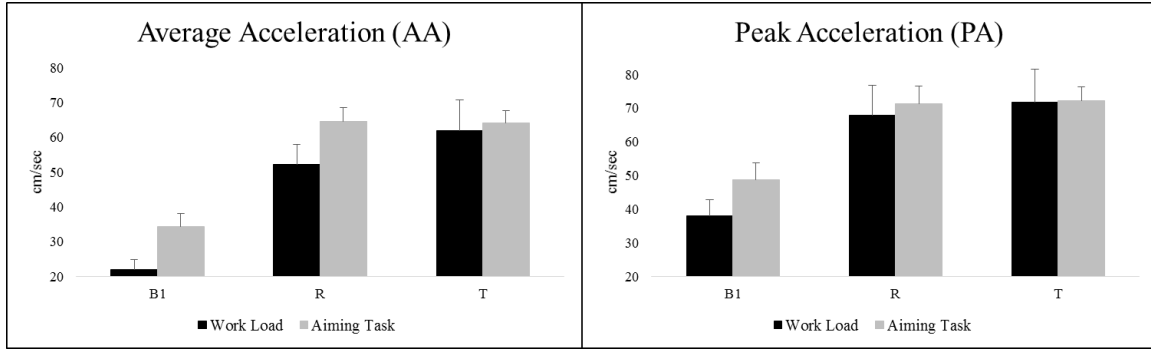 Average Acceleration (AA)
80
70
60
50
40
30
20
cm/sec
B1 R T
Work Load Aiming Task
Peak Acceleration (PA)
80
70
60
50
40
30
20
cm/sec
B1 R T
Work Load Aiming Task